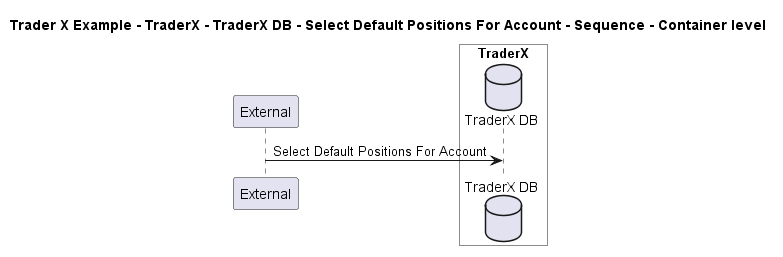 Trader X Example - TraderX - TraderX DB - Select Default Positions For Account - Sequence - Container level
TraderX
External
TraderX DB
Select Default Positions For Account
External
TraderX DB